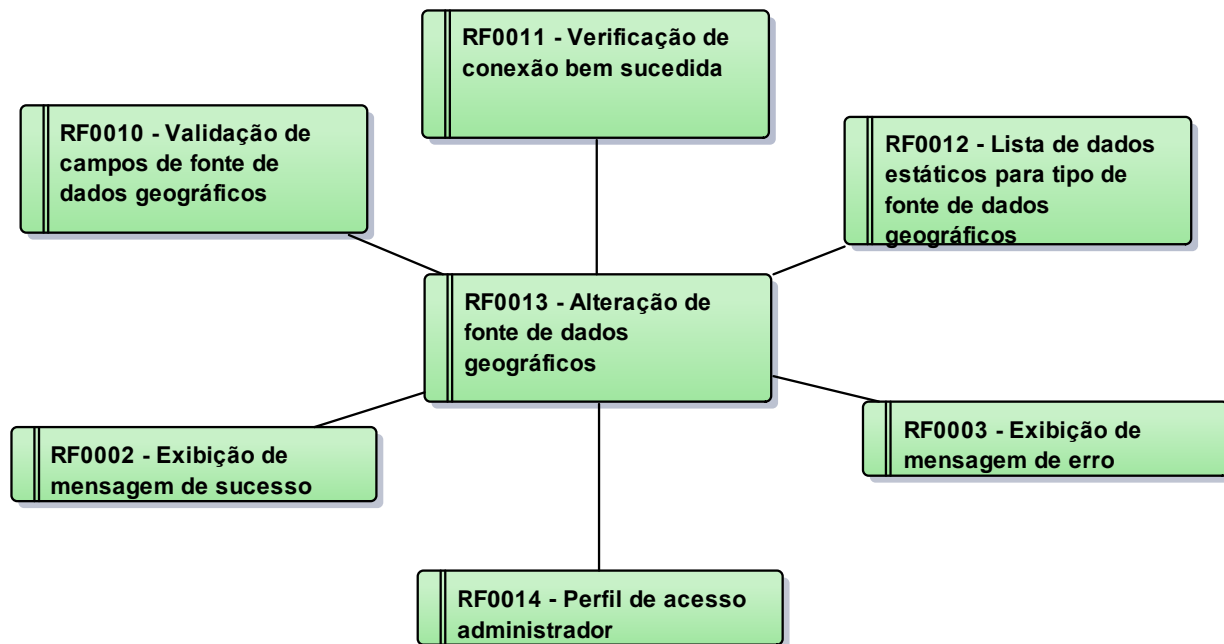 RF0011 - Verificação de
conexão bem sucedida
RF0010 - Validação de
campos de fonte de
dados geográficos
RF0012 - Lista de dados
estáticos para tipo de
fonte de dados
geográficos
RF0013 - Alteração de
fonte de dados
geográficos
RF0002 - Exibição de
mensagem de sucesso
RF0003 - Exibição de
mensagem de erro
RF0014 - Perfil de acesso
administrador